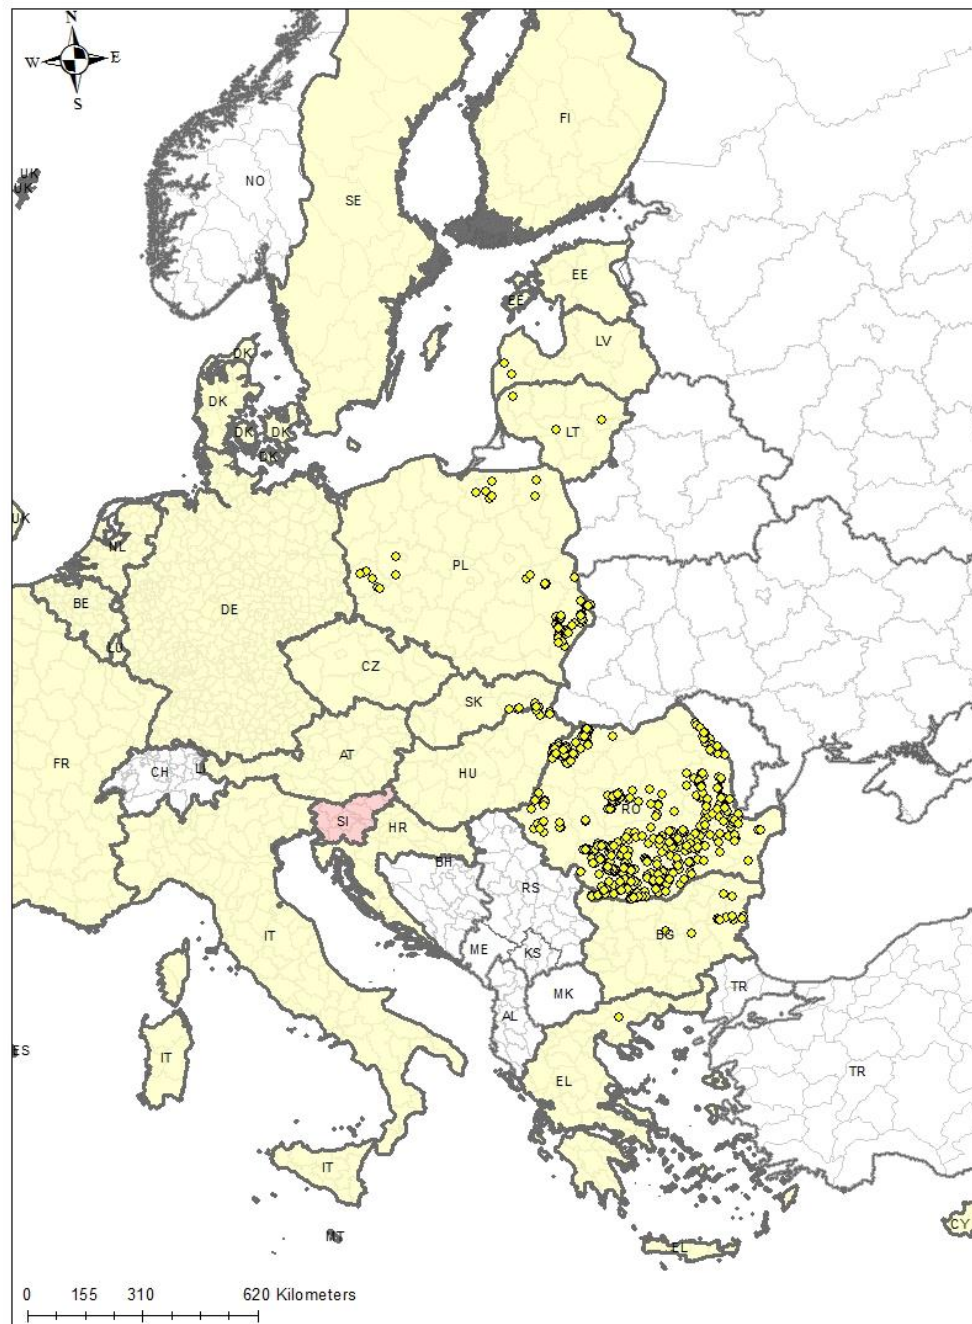 N
W E
S
FI
UK
UK
NO
SE
EE
EE
LV
DK
DK
DK
DK
DK
LT
UK
NL
PL
BE
DE
LU
CZ
SK
FR
AT
LI
CH
HU
RO
SI
HR
BH
RS
IT
BG
ME
KS
TR
MK
AL
ES
IT
EL
TR
IT
CY
MT
EL
0 155 310 620 Kilometers